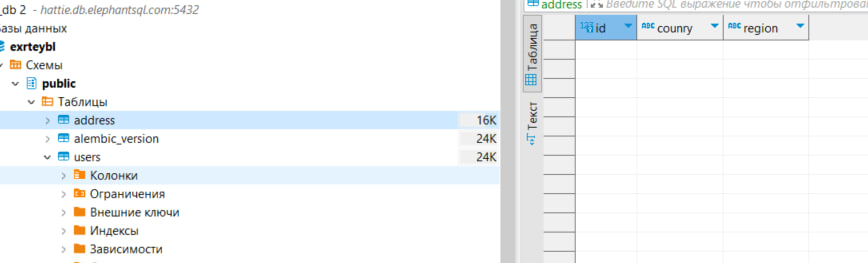 _db 2 - hattie.db.elephantsql.com:5432
азы данных
exrteybl
Схемы
public
Таблицы
address 16K
alembic_version 24K
users 24K
Колонки
Ограничения
Внешние ключи
Индексы
Зависимости
address Введите SQL выражение чтобы отфильтрова
Таблица
Текст
123 id ABC counry ABC region